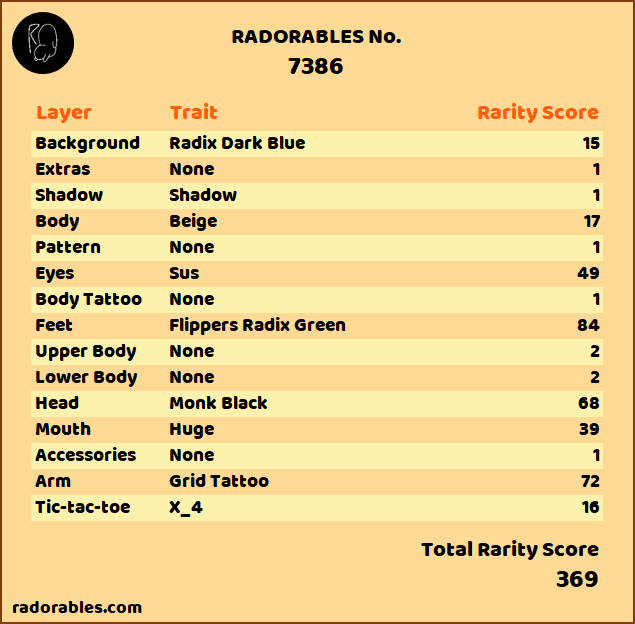 RADORABLES No.
7386
Layer Trait Rarity Score
Background Radix Dark Blue 15
Extras None 1
Shadow Shadow 1
Body Beige 17
Pattern None 1
Eyes Sus 49
Body Tattoo None 1
Feet Flippers Radix Green 84
Upper Body None 2
Lower Body None 2
Head Monk Black 68
Mouth Huge 39
Accessories None 1
Arm Grid Tattoo 72
Tic-tac-toe X_4 16
Total Rarity Score
369
radorables.com